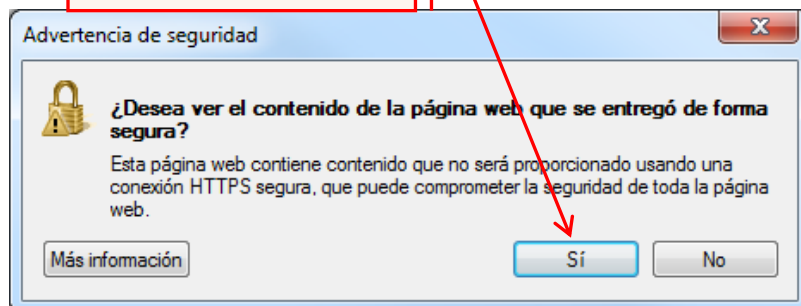 Advertencia de seguridad
¿Desea ver el contenido de la página web que se entregó de forma
segura?
Esta página web contiene contenido que no será proporcionado usando una
conexión HTTPS segura, que puede comprometer la seguridad de toda la página
web.
Más información
Sí
No